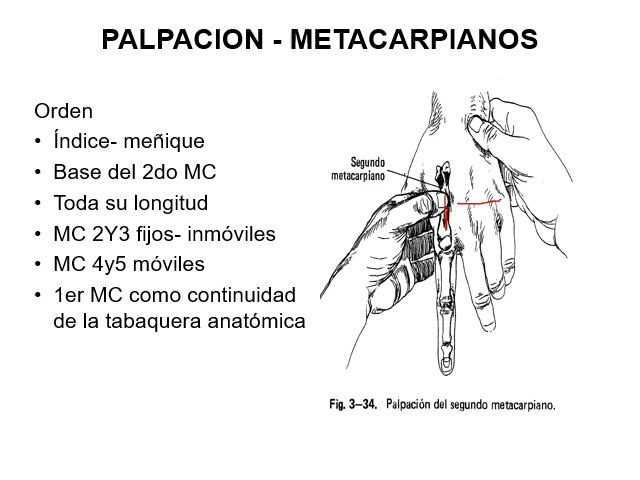 PALPACION - METACARPIANOS
Orden
• Índice- meñique
• Base del 2do MC
• Toda su longitud
• MC 2Y3 fijos- inmóviles
• MC 4y5 móviles
• 1er MC como continuidad
de la tabaquera anatómica
Segundo
metacarpiano
Fig. 3–34. Palpación del segundo metacarpiano.